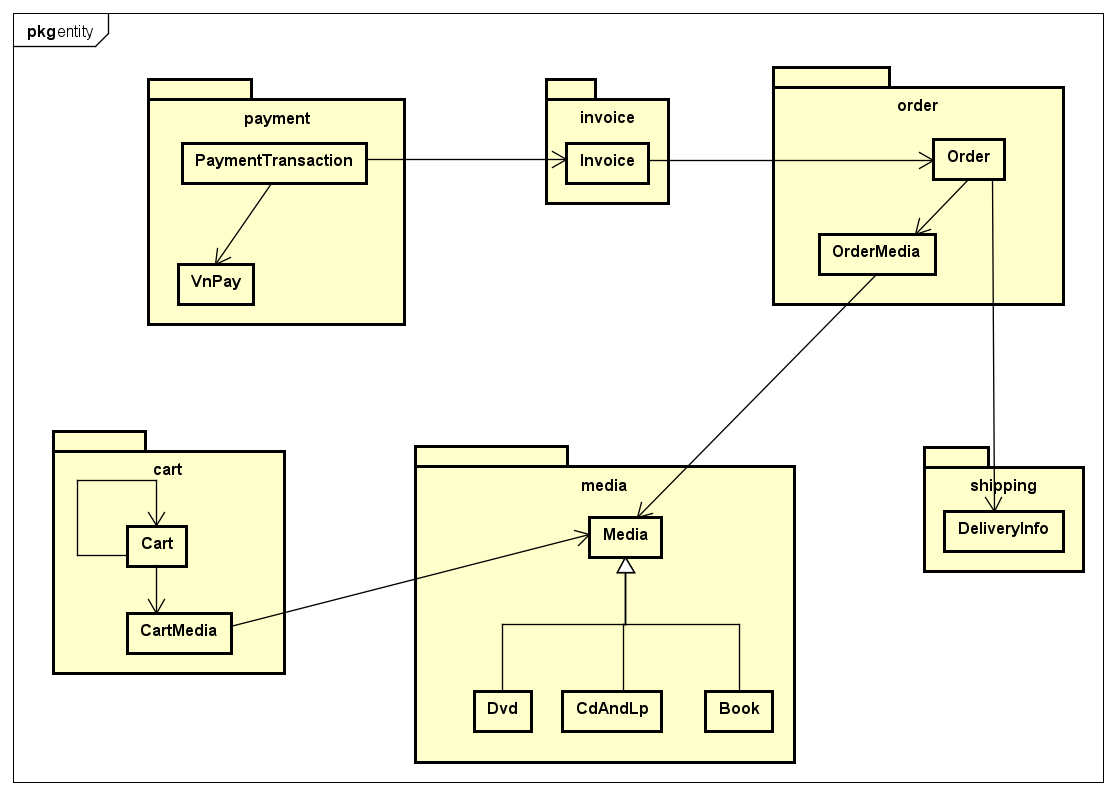 pkg entity
payment
PaymentTransaction
VnPay
invoice
Invoice
order
Order
OrderMedia
cart
Cart
CartMedia
media
Media
Dvd
CdAndLp
Book
shipping
DeliveryInfo